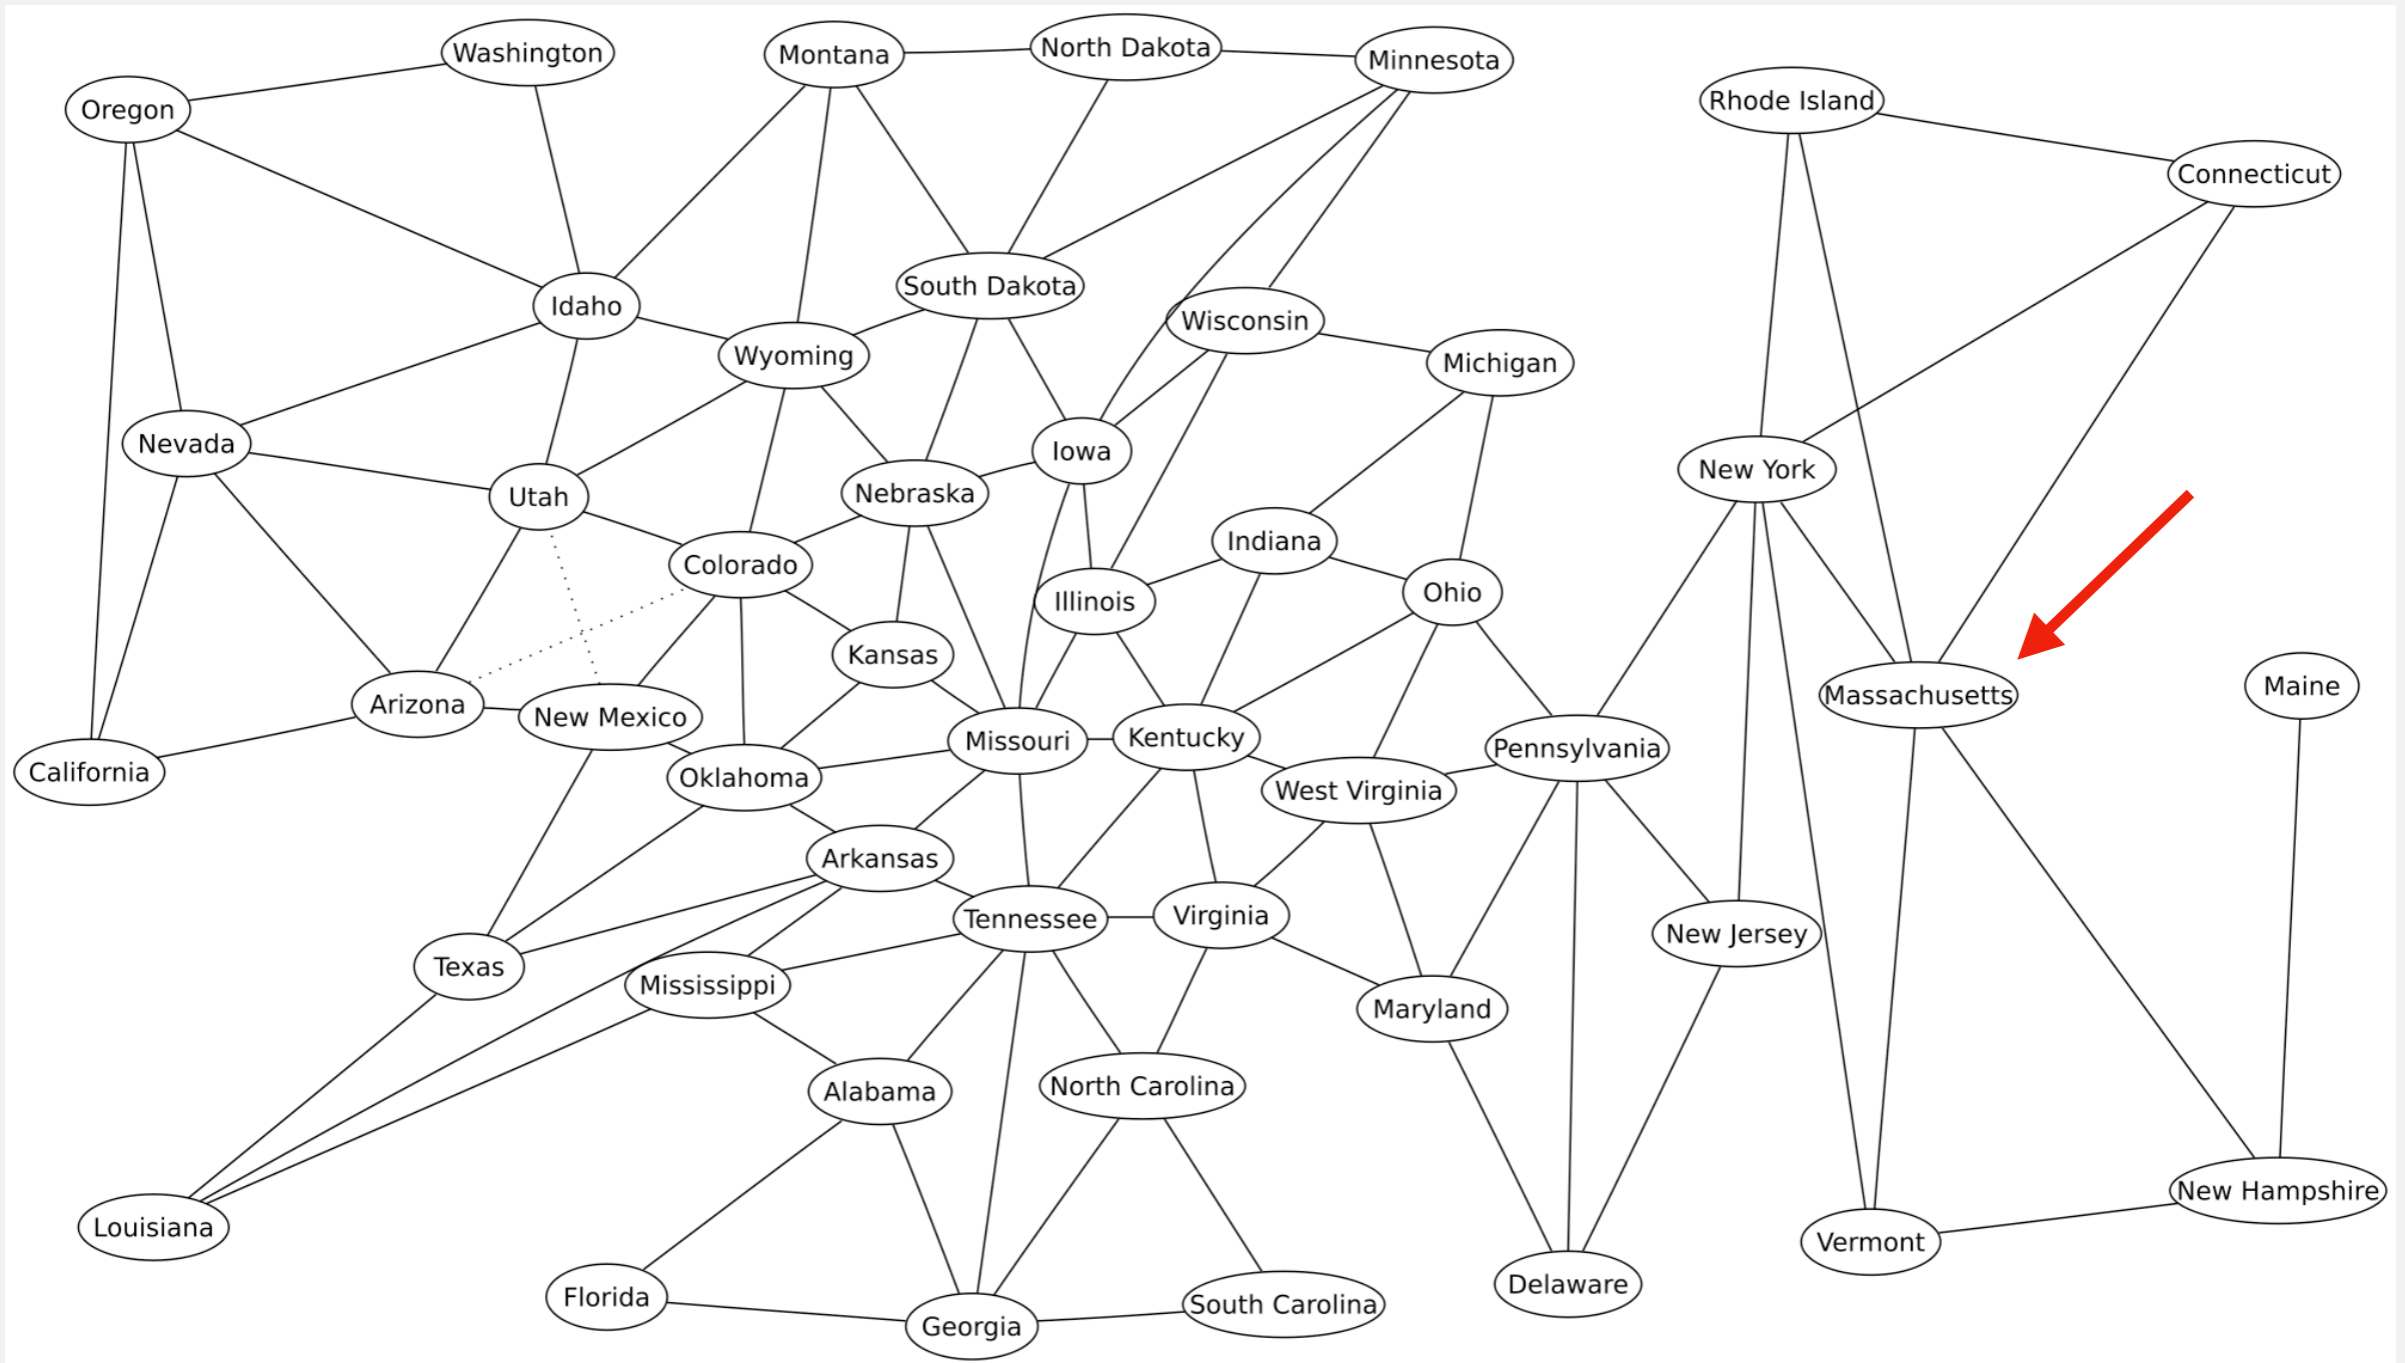 Washington
Montana
North Dakota
Minnesota
Oregon
Rhode Island
Connecticut
Idaho
South Dakota
Wisconsin
Wyoming
Michigan
Nevada
Iowa
New York
Utah
Nebraska
Indiana
Colorado
Illinois
Ohio
Kansas
Massachusetts
Maine
Arizona
New Mexico
Missouri
Kentucky
Pennsylvania
California
Oklahoma
West Virginia
Arkansas
Tennessee
Virginia
New Jersey
Texas
Mississippi
Maryland
Alabama
North Carolina
New Hampshire
Louisiana
Vermont
Delaware
Florida
South Carolina
Georgia